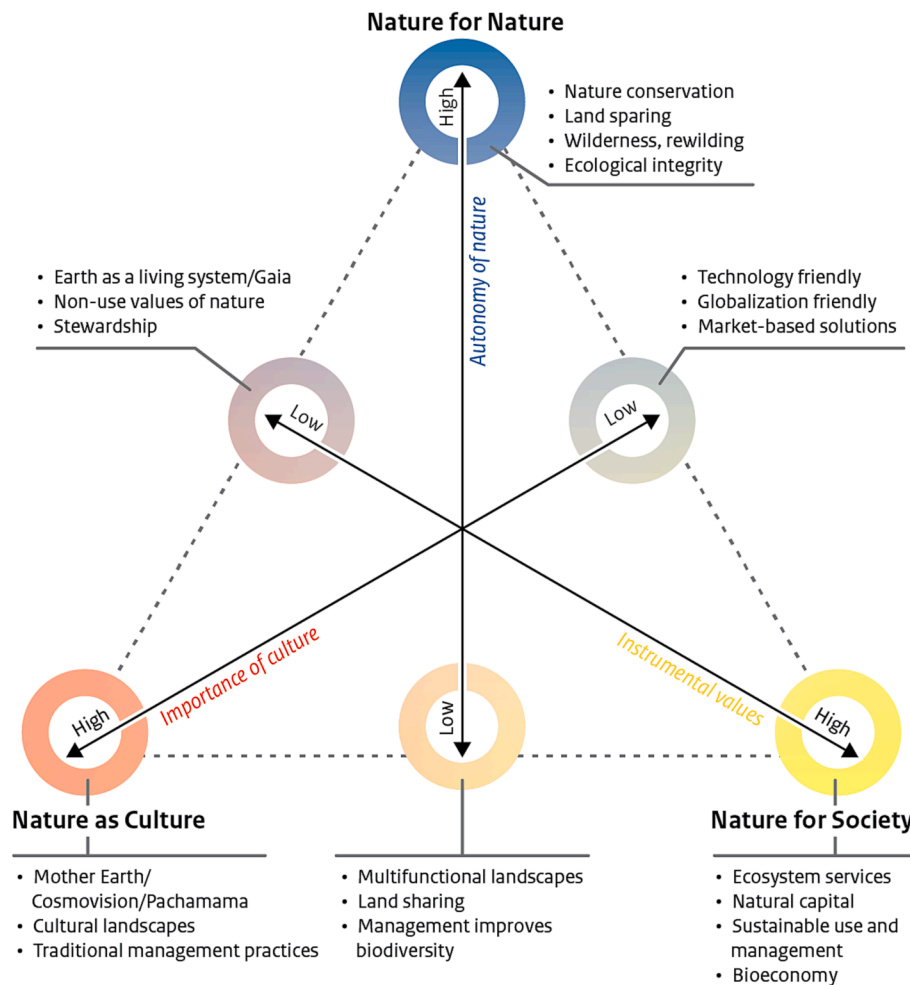 Nature for Nature
High
• Nature conservation
• Land sparing
• Wilderness, rewilding
• Ecological integrity
Autonomy of nature
• Earth as a living system/Gaia
• Non-use values of nature
• Stewardship
• Technology friendly
• Globalization friendly
• Market-based solutions
Low
Low
Importance of culture
Instrumental values
High
Low
High
Nature as Culture
Nature for Society
• Mother Earth/
Cosmovision/Pachamama
• Cultural landscapes
• Traditional management practices
• Multifunctional landscapes
• Land sharing
• Management improves
biodiversity
• Ecosystem services
• Natural capital
• Sustainable use and
management
• Bioeconomy